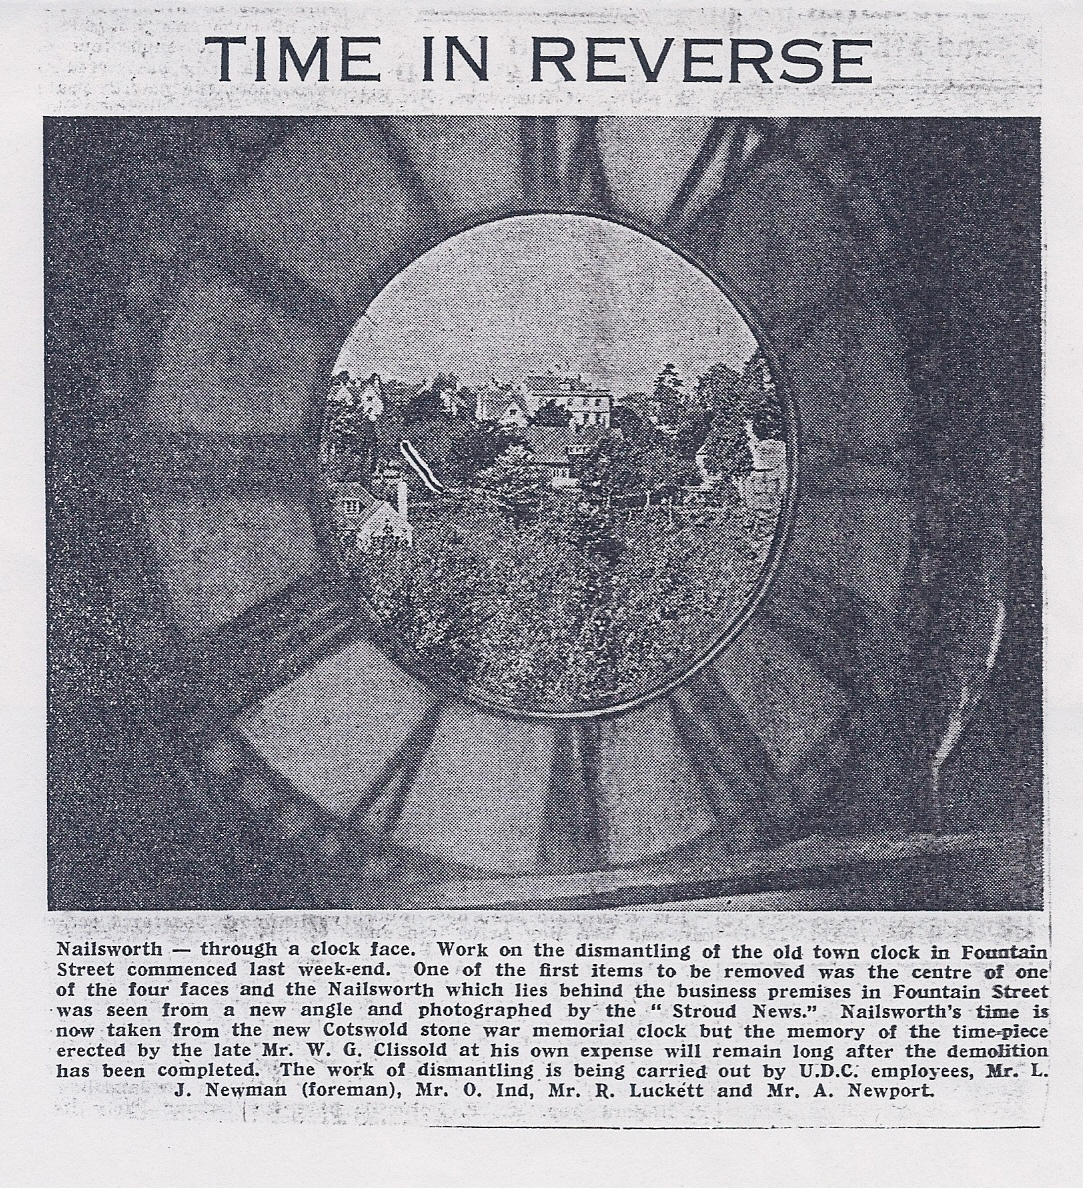 TIME IN REVERSE
Nailsworth — through a clock face. Work on the dismantling of the old town clock in Fountain
Street commenced last week-end. One of the first items to be removed was the centre of one
of the four faces and the Nailsworth which lies behind the business premises in Fountain Street
was seen from a new angle and photographed by the " Stroud News." Nailsworth's time is
now taken from the new Cotswold stone war memorial clock but the memory of the time-piece
erected by the late Mr. W. G. Clissold at his own expense will remain long after the demolition
has been completed. The work of dismantling is being carried out by U.D.C. employees, Mr. L.
J. Newman (foreman), Mr. O. Ind, Mr. R. Luckett and Mr. A. Newport.